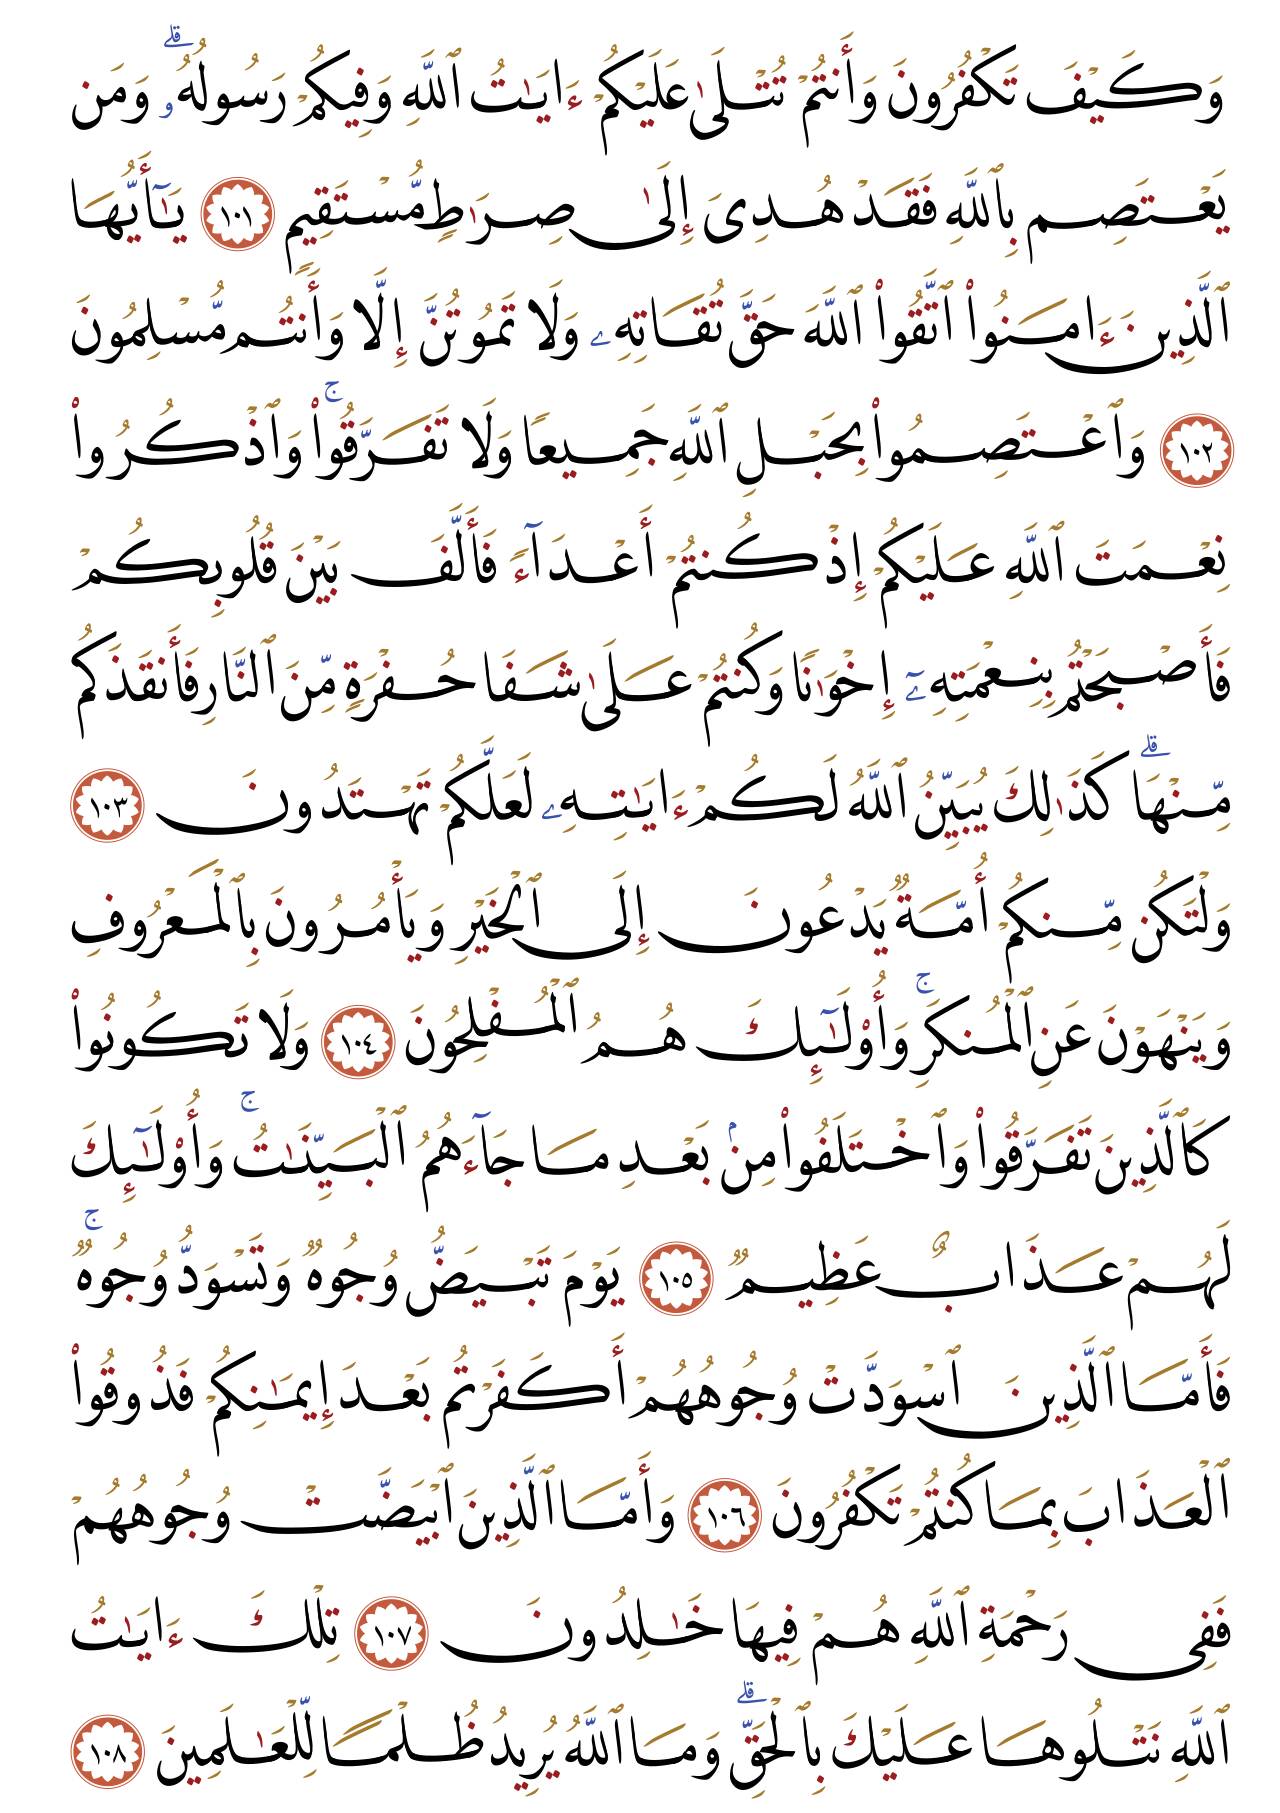 وَكَيْفَ تَكْفُرُونَ وَأَنتُمْ تُتْلَىٰ عَلَيْكُمْ ءَايَـٰتُ ٱللَّهِ وَفِيكُمْ رَسُولُهُۥ ۗ وَمَن
يَعْتَصِم بِٱللَّهِ فَقَدْ هُدِىَ إِلَىٰ صِرَٰطٍ مُّسْتَقِيمٍ ١٠١ يَـٰٓأَيُّهَا
ٱلَّذِينَ ءَامَنُوا۟ ٱتَّقُوا۟ ٱللَّهَ حَقَّ تُقَاتِهِۦ وَلَا تَمُوتُنَّ إِلَّا وَأَنتُم مُّسْلِمُونَ
١٠٢ وَٱعْتَصِمُوا۟ بِحَبْلِ ٱللَّهِ جَمِيعًا وَلَا تَفَرَّقُوا۟ ۚ وَٱذْكُرُوا۟
نِعْمَتَ ٱللَّهِ عَلَيْكُمْ إِذْ كُنتُمْ أَعْدَآءً فَأَلَّفَ بَيْنَ قُلُوبِكُمْ
فَأَصْبَحْتُم بِنِعْمَتِهِۦٓ إِخْوَٰنًا وَكُنتُمْ عَلَىٰ شَفَا حُفْرَةٍ مِّنَ ٱلنَّارِ فَأَنقَذَكُم
مِّنْهَا ۗ كَذَٰلِكَ يُبَيِّنُ ٱللَّهُ لَكُمْ ءَايَـٰتِهِۦ لَعَلَّكُمْ تَهْتَدُونَ ١٠٣
وَلْتَكُن مِّنكُمْ أُمَّةٌ يَدْعُونَ إِلَى ٱلْخَيْرِ وَيَأْمُرُونَ بِٱلْمَعْرُوفِ
وَيَنْهَوْنَ عَنِ ٱلْمُنكَرِ ۚ وَأُو۟لَـٰٓئِكَ هُمُ ٱلْمُفْلِحُونَ ١٠٤ وَلَا تَكُونُوا۟
كَٱلَّذِينَ تَفَرَّقُوا۟ وَٱخْتَلَفُوا۟ مِنۢ بَعْدِ مَا جَآءَهُمُ ٱلْبَيِّنَـٰتُ ۚ وَأُو۟لَـٰٓئِكَ
لَهُمْ عَذَابٌ عَظِيمٌ ١٠٥ يَوْمَ تَبْيَضُّ وُجُوهٌ وَتَسْوَدُّ وُجُوهٌ ۚ
فَأَمَّا ٱلَّذِينَ ٱسْوَدَّتْ وُجُوهُهُمْ أَكَفَرْتُم بَعْدَ إِيمَـٰنِكُمْ فَذُوقُوا۟
ٱلْعَذَابَ بِمَا كُنتُمْ تَكْفُرُونَ ١٠٦ وَأَمَّا ٱلَّذِينَ ٱبْيَضَّتْ وُجُوهُهُمْ
فَفِى رَحْمَةِ ٱللَّهِ هُمْ فِيهَا خَـٰلِدُونَ ١٠٧ تِلْكَ ءَايَـٰتُ
ٱللَّهِ نَتْلُوهَا عَلَيْكَ بِٱلْحَقِّ ۗ وَمَا ٱللَّهُ يُرِيدُ ظُلْمًا لِّلْعَـٰلَمِينَ ١٠٨